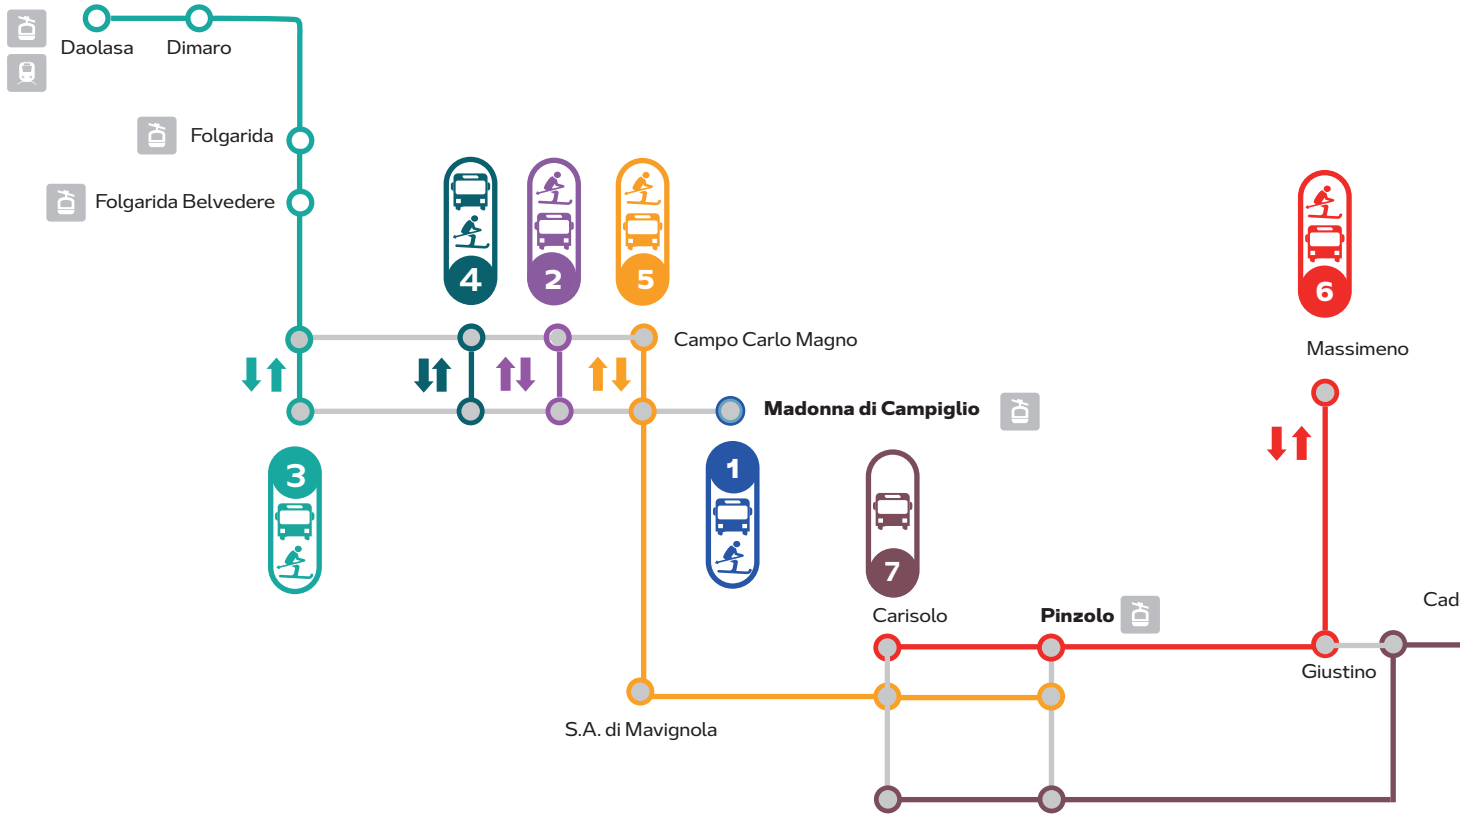 Daolasa
Dimaro
Folgarida
Folgarida Belvedere
4
2
5
6
Campo Carlo Magno
Massimeno
Madonna di Campiglio
3
1
7
Carisolo
Pinzolo
Cad
Giustino
S.A. di Mavignola